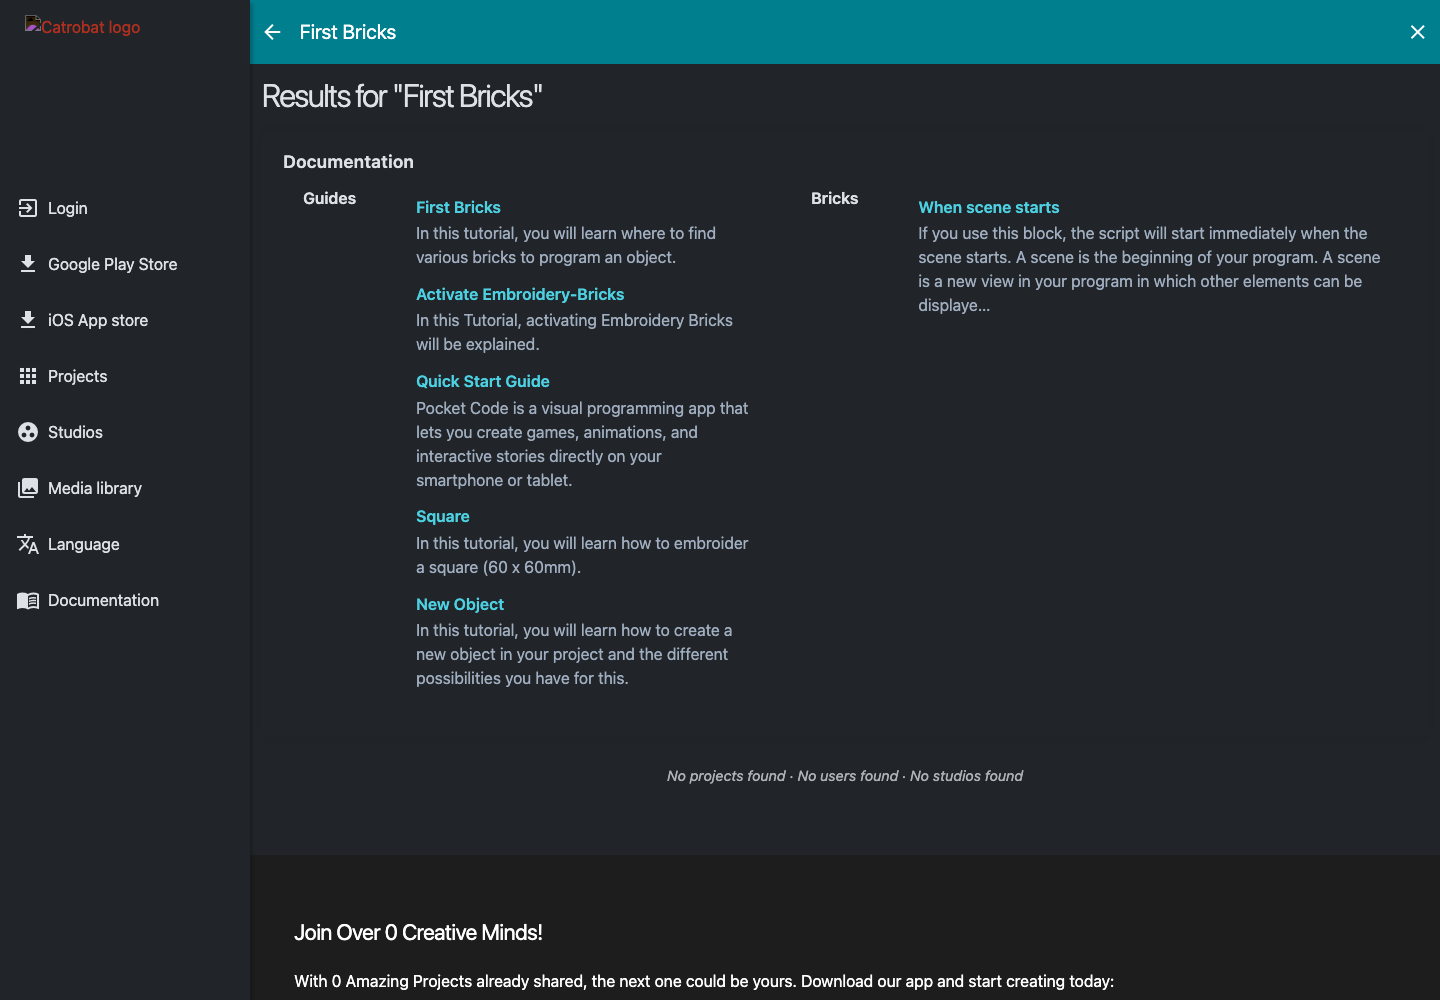 Catrobat logo
Login
Google Play Store
iOS App store
Projects
Studios
Media library
Language
Documentation
First Bricks
Results for "First Bricks"
Documentation
Guides
First Bricks
In this tutorial, you will learn where to find
various bricks to program an object.
Activate Embroidery-Bricks
In this Tutorial, activating Embroidery Bricks
will be explained.
Quick Start Guide
Pocket Code is a visual programming app that
lets you create games, animations, and
interactive stories directly on your
smartphone or tablet.
Square
In this tutorial, you will learn how to embroider
a square (60 x 60mm).
New Object
In this tutorial, you will learn how to create a
new object in your project and the different
possibilities you have for this.
Bricks
When scene starts
If you use this block, the script will start immediately when the
scene starts. A scene is the beginning of your program. A scene
is a new view in your program in which other elements can be
displaye...
No projects found · No users found · No studios found
Join Over 0 Creative Minds!
With 0 Amazing Projects already shared, the next one could be yours. Download our app and start creating today: